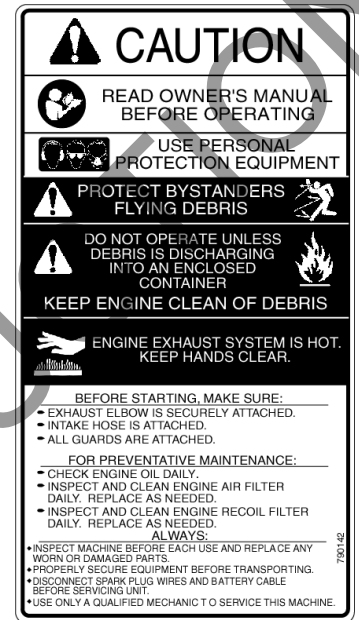 CAUTION
READ OWNER'S MANUAL
BEFORE OPERATING
USE PERSONAL
PROTECTION EQUIPMENT
PROTECT BYSTANDERS
FLYING DEBRIS
DO NOT OPERATE UNLESS
DEBRIS IS DISCHARGING
INTO AN ENCLOSED
CONTAINER
KEEP ENGINE CLEAN OF DEBRIS
ENGINE EXHAUST SYSTEM IS HOT.
KEEP HANDS CLEAR.
BEFORE STARTING, MAKE SURE:
EXHAUST ELBOW IS SECURELY ATTACHED.
INTAKE HOSE IS ATTACHED.
ALL GUARDS ARE ATTACHED.
FOR PREVENTATIVE MAINTENANCE:
CHECK ENGINE OIL DAILY.
INSPECT AND CLEAN ENGINE AIR FILTER
DAILY. REPLACE AS NEEDED.
INSPECT AND CLEAN ENGINE RECOIL FILTER
DAILY. REPLACE AS NEEDED.
ALWAYS:
INSPECT MACHINE BEFORE EACH USE AND REPLACE ANY
WORN OR DAMAGED PARTS.
PROPERLY SECURE EQUIPMENT BEFORE TRANSPORTING.
DISCONNECT SPARK PLUG WIRES AND BATTERY CABLE
BEFORE SERVICING UNIT.
USE ONLY A QUALIFIED MECHANIC T O SERVICE THIS MACHINE.
790142